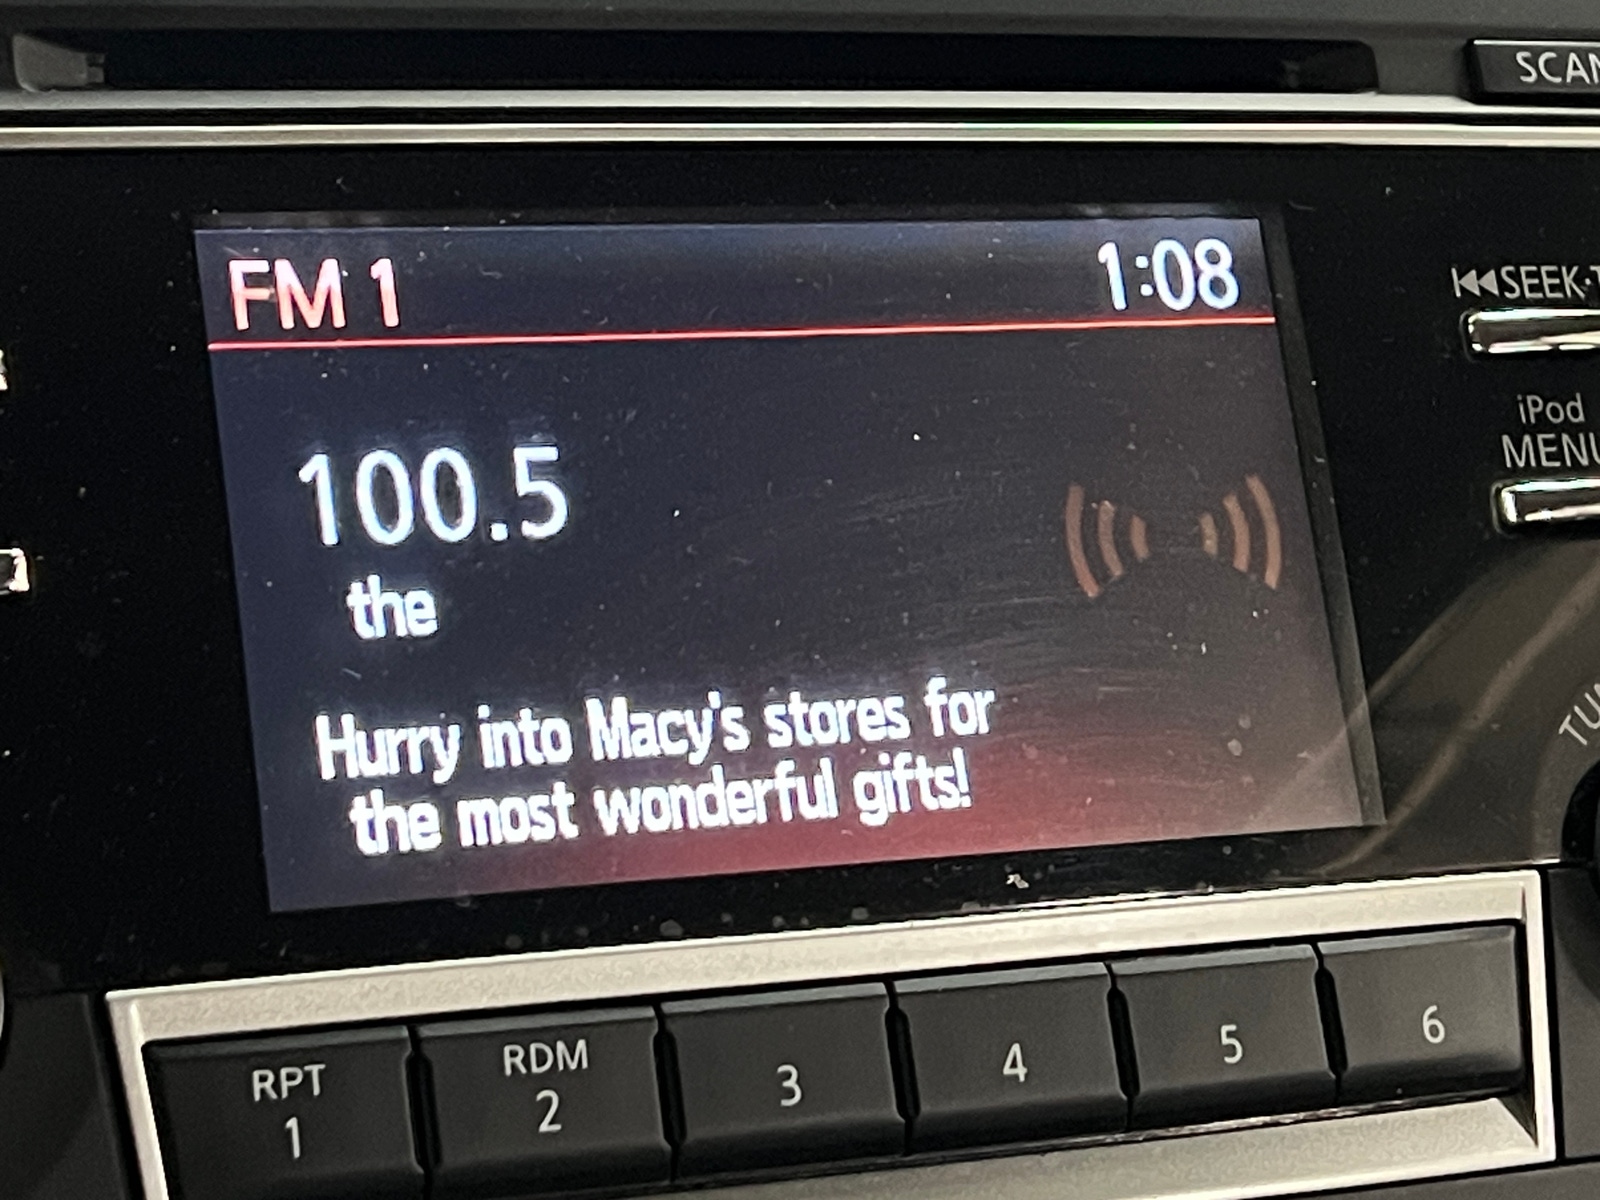 SCAN
FM 1 1:08
SEEK·T
100.5
iPod
MENU
the
Hurry into Macy's stores for
the most wonderful gifts!
TU
RPT
1
RDM
2
3
4
5
6